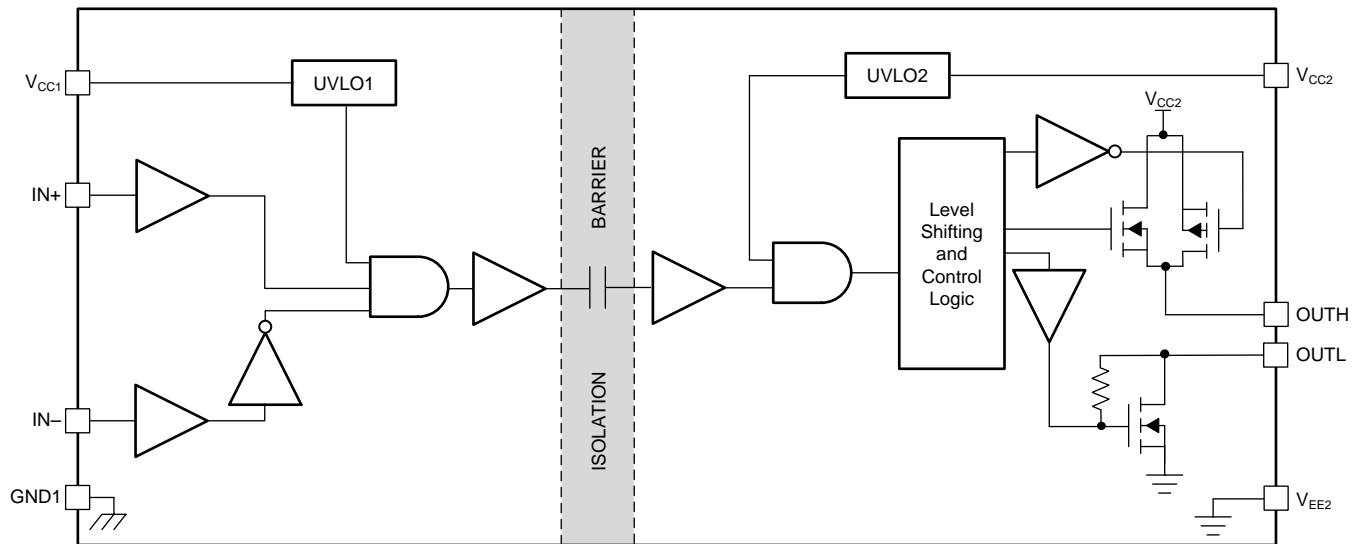 VCC1
UVLO1
UVLO2
VCC2
VCC2
IN+
BARRIER
Level
Shifting
and
Control
Logic
OUTH
OUTL
IN–
ISOLATION
GND1
VEE2